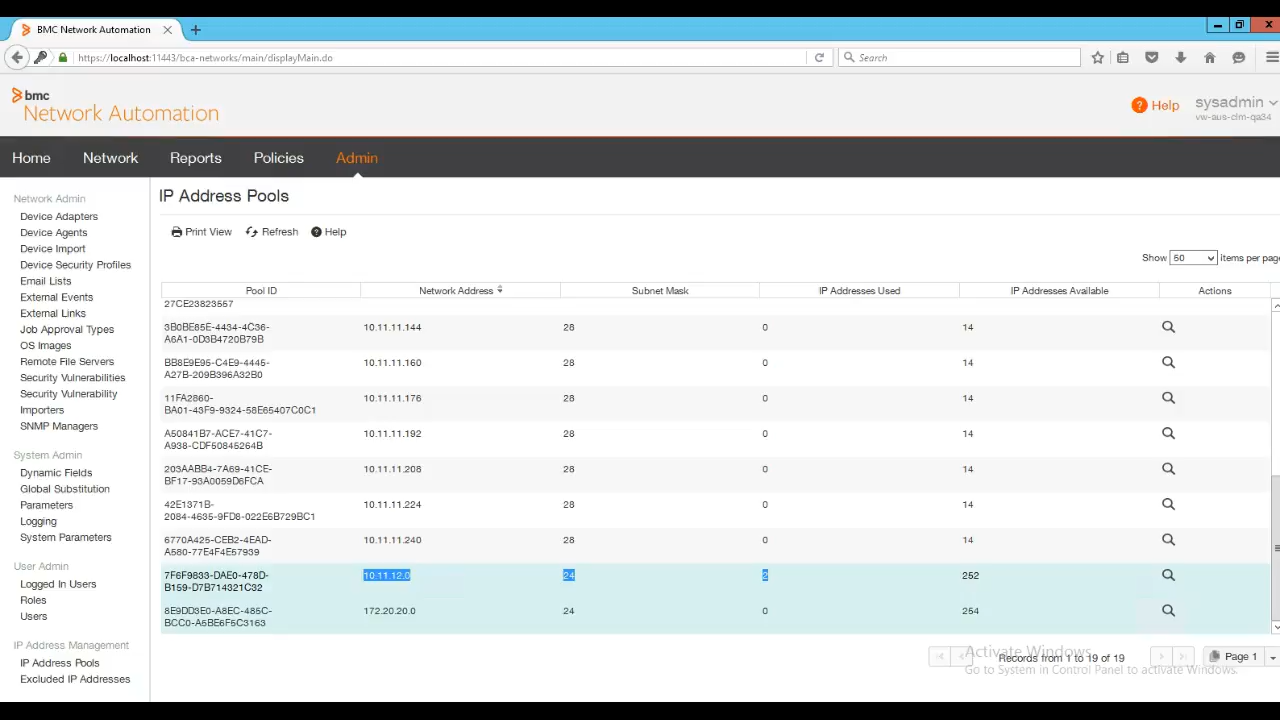 BMC Network Automation
https://localhost:11443/bca-networks/main/displayMain.do
Search
bmc
Network Automation
Help
sysadmin
vw-aus-clm-qa34
Home
Network
Reports
Policies
Admin
Network Admin
Device Adapters
Device Agents
Device Import
Device Security Profiles
Email Lists
External Events
External Links
Job Approval Types
OS Images
Remote File Servers
Security Vulnerabilities
Security Vulnerability
Importers
SNMP Managers
System Admin
Dynamic Fields
Global Substitution
Parameters
Logging
System Parameters
User Admin
Logged In Users
Roles
Users
IP Address Management
IP Address Pools
Excluded IP Addresses
IP Address Pools
Print View Refresh Help
Show 50 items per page
Pool ID Network Address Subnet Mask IP Addresses Used IP Addresses Available Actions
27CE23823557
3B0BE85E-4434-4C36- 10.11.11.144 28 0 14
A6A1-0D3B4720B79B
BB8E9E95-C4E9-4445- 10.11.11.160 28 0 14
A27B-209B396A32B0
11FA2860- 10.11.11.176 28 0 14
BA01-43F9-9324-58E65407C0C1
A50841B7-ACE7-41C7- 10.11.11.192 28 0 14
A938-CDF50845264B
203AABB4-7A69-41CE- 10.11.11.208 28 0 14
BF17-93A0059D6FCA
42E1371B- 10.11.11.224 28 0 14
2084-4635-9FD8-022E6B729BC1
6770A425-CEB2-4EAD- 10.11.11.240 28 0 14
A580-77E4F4E57939
7F6F9833-DAE0-478D- 10.11.12.0 24 2 252
B159-D7B714321C32
8E9DD3E0-A8EC-485C- 172.20.20.0 24 0 254
BCC0-A5BE6F5C3163
Activate Windows
Records from 1 to 19 of 19
Page 1
Go to System in Control Panel to activate Windows.